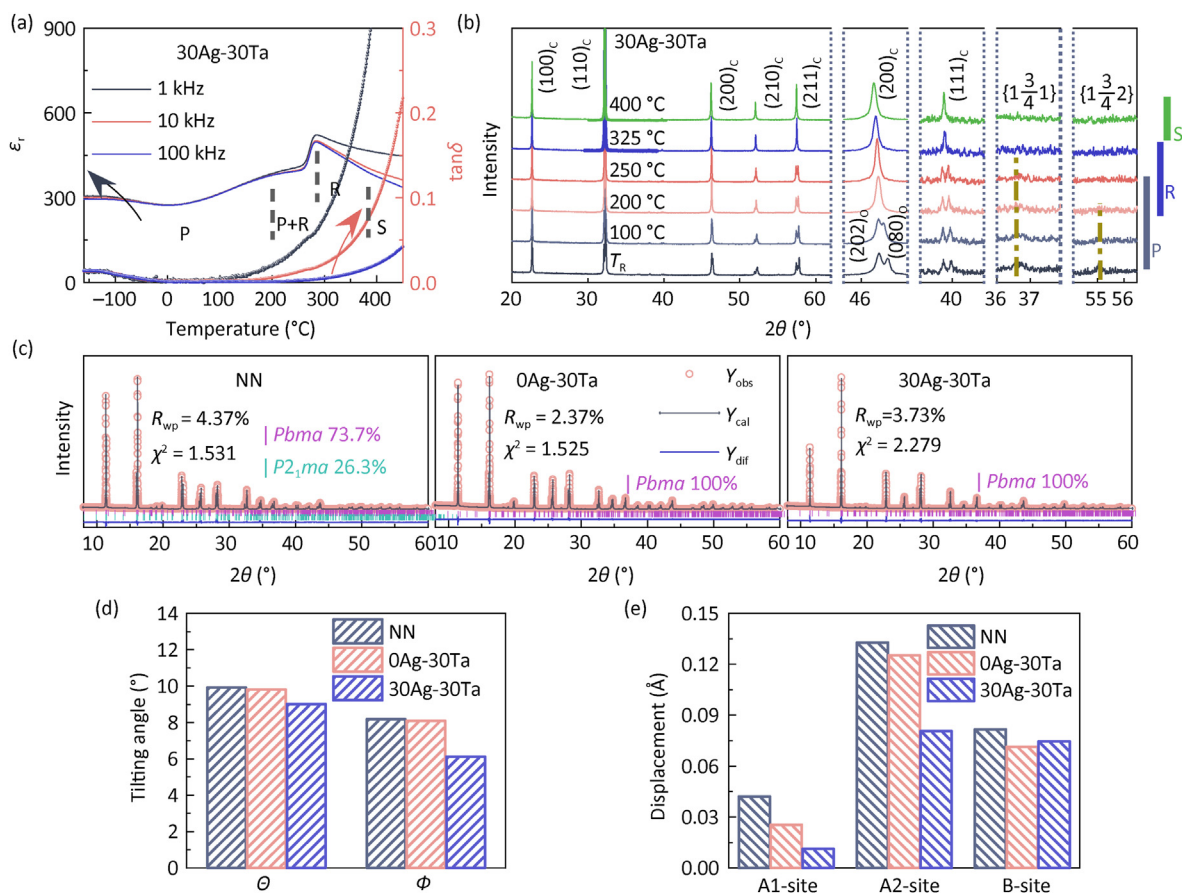 (a)
900
600
300
0
εr
30Ag-30Ta
1 kHz
10 kHz
100 kHz
P
P+R
R
S
0.3
0.2
0.1
0.0
tanδ
−100
0
100
200
300
400
Temperature (°C)
(b)
30Ag-30Ta
Intensity
(100)C
(110)C
(200)C
(210)C
(211)C
(200)C
(111)C
{1 3/4 1}
{1 3/4 2}
400 °C
325 °C
250 °C
200 °C
100 °C
TR
(202)O
(080)O
S
R
P
20
30
40
50
60
46
40
36
37
55
56
2θ (°)
(c)
Intensity
NN
Rwp = 4.37%
χ² = 1.531
Pbma 73.7%
P2₁ma 26.3%
10 20 30 40 50 60
2θ (°)
0Ag-30Ta
Rwp = 2.37%
χ² = 1.525
Yobs
Ycal
Ydif
Pbma 100%
10 20 30 40 50 60
2θ (°)
30Ag-30Ta
Rwp = 3.73%
χ² = 2.279
Pbma 100%
10 20 30 40 50 60
2θ (°)
(d)
14
12
10
8
6
4
2
0
Tilting angle (°)
NN
0Ag-30Ta
30Ag-30Ta
Θ
Φ
(e)
0.15
0.12
0.09
0.06
0.03
0.00
Displacement (Å)
NN
0Ag-30Ta
30Ag-30Ta
A1-site
A2-site
B-site